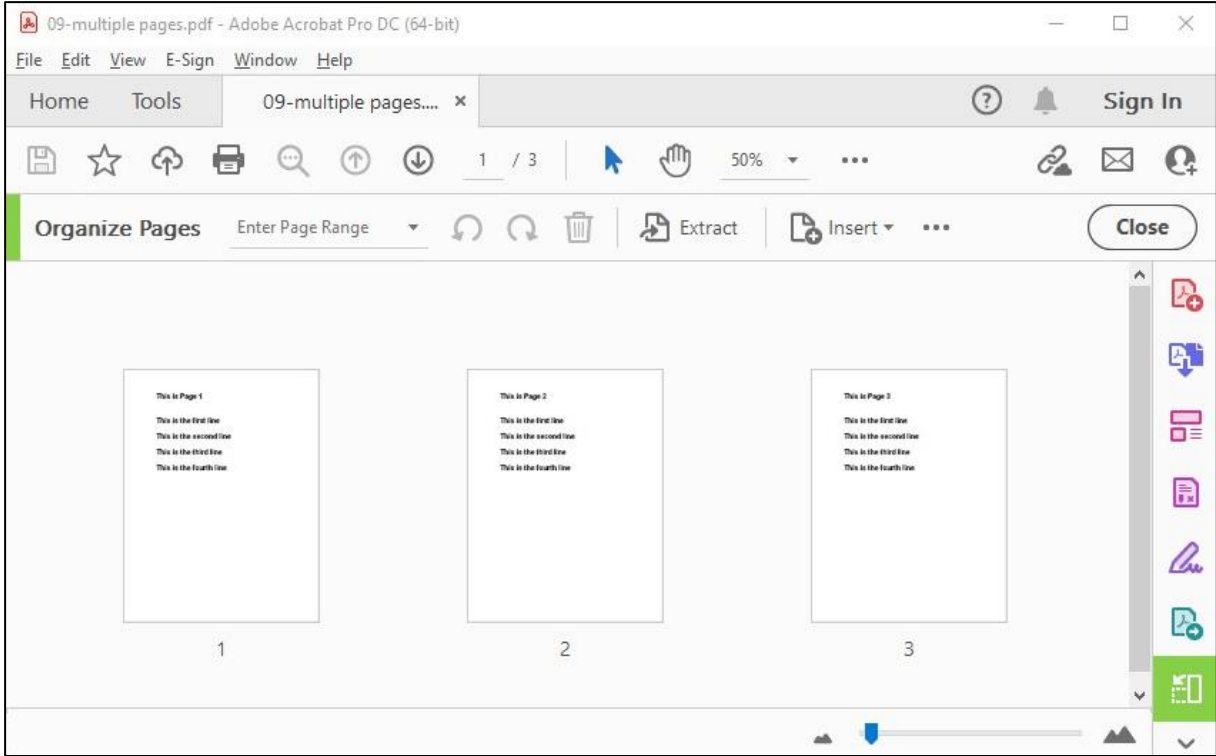 09-multiple pages.pdf - Adobe Acrobat Pro DC (64-bit)
File Edit View E-Sign Window Help
Home Tools 09-multiple pages.... × Sign In
1 / 3 50%
Organize Pages Enter Page Range Extract Insert Close
This is Page 1
This is the first line
This is the second line
This is the third line
This is the fourth line
1
This is Page 2
This is the first line
This is the second line
This is the third line
This is the fourth line
2
This is Page 3
This is the first line
This is the second line
This is the third line
This is the fourth line
3